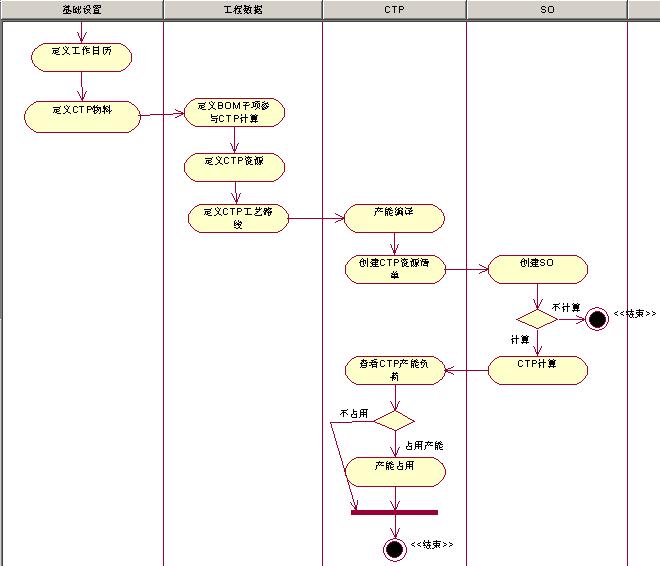 基础设置
工程数据
CTP
SO
定义工作日历
定义CTP物料
定义BOM子项参
与CTP计算
定义CTP资源
定义CTP工艺路
线
产能编译
创建CTP资源清
单
创建SO
不计算
<<结束>>
计算
CTP计算
查看CTP产能负
荷
不占用
占用产能
产能占用
<<结束>>